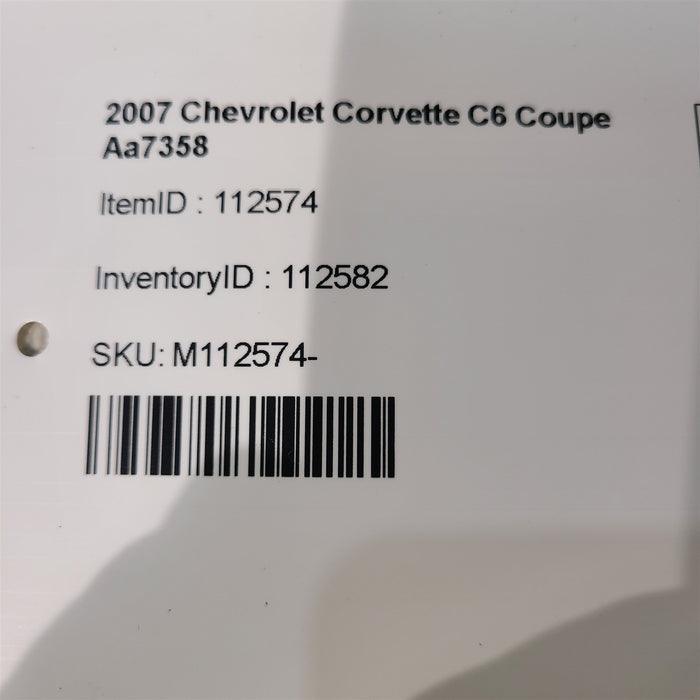 2007 Chevrolet Corvette C6 Coupe
Aa7358
ItemID : 112574
InventoryID : 112582
SKU: M112574-